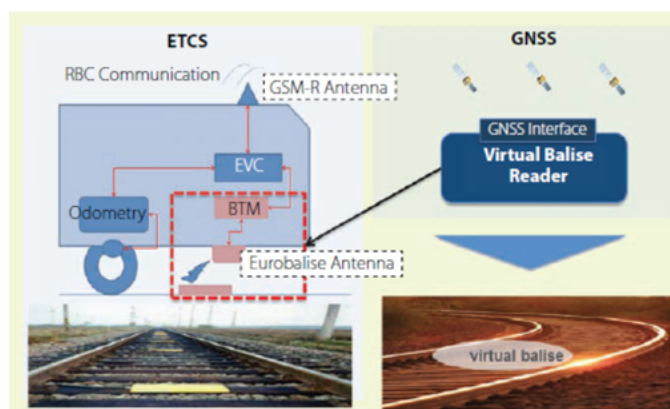 ETCS
RBC Communication
GSM-R Antenna
EVC
Odometry
BTM
Eurobalise Antenna
GNSS
GNSS Interface
Virtual Balise
Reader
virtual balise